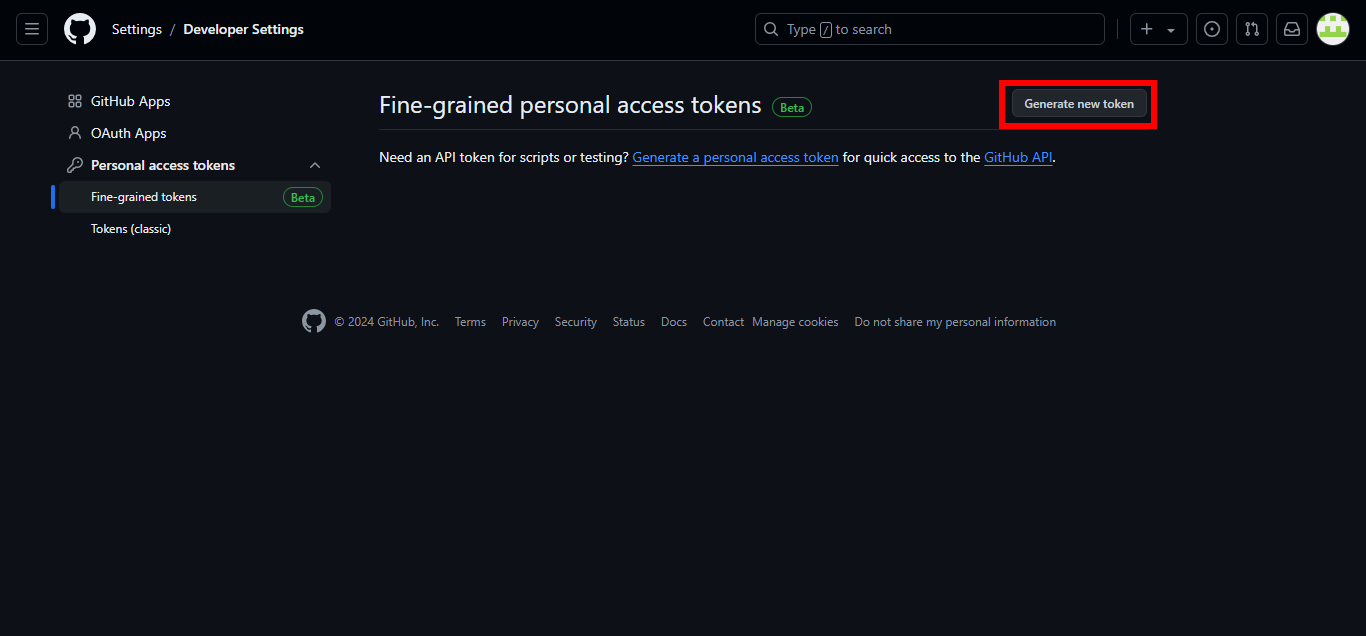 Settings / Developer Settings
Type / to search
GitHub Apps
OAuth Apps
Personal access tokens
Fine-grained tokens Beta
Tokens (classic)
Fine-grained personal access tokens Beta
Generate new token
Need an API token for scripts or testing? Generate a personal access token for quick access to the GitHub API.
© 2024 GitHub, Inc. Terms Privacy Security Status Docs Contact Manage cookies Do not share my personal information